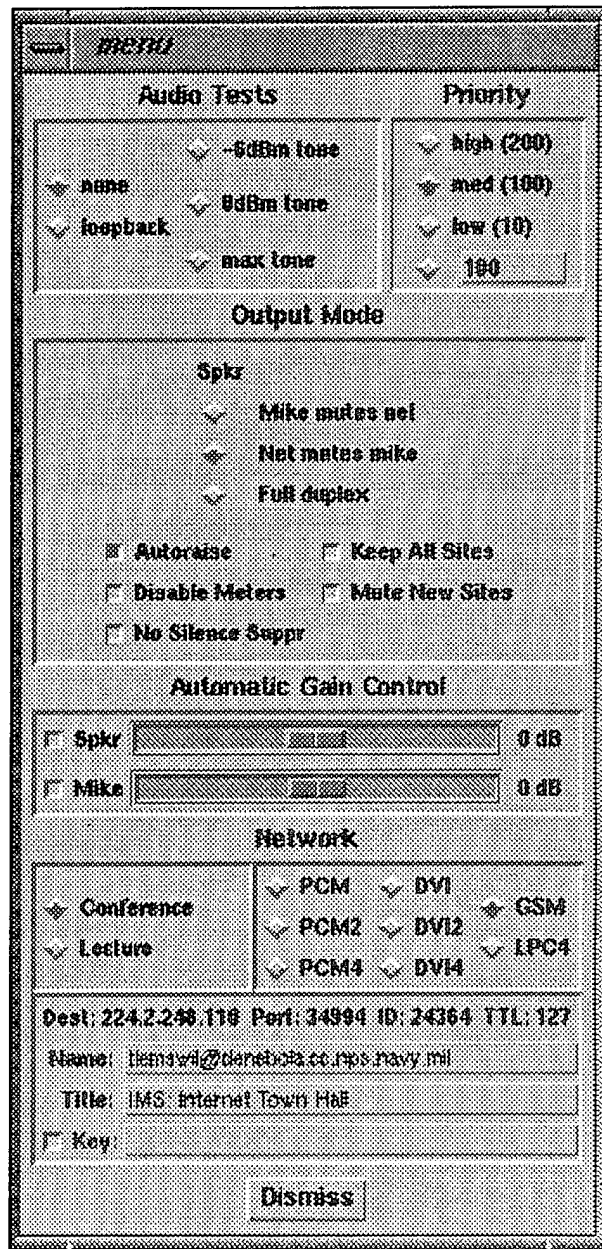 menu
Audio Tests
Priority
none
loopback
-6dBm tone
0dBm tone
max tone
high (200)
med (100)
low (10)
100
Output Mode
Spkr
Mike mutes net
Net mutes mike
Full duplex
Autoraise
Keep All Sites
Disable Meters
Mute New Sites
No Silence Suppr
Automatic Gain Control
Spkr 0 dB
Mike 0 dB
Network
Conference
Lecture
PCM DVI
PCM2 DVI2
PCM4 DVI4
GSM
LPC4
Dest: Port: 34994 ID: 24364 TTL: 127
Name:
Title: IMS: Internet Town Hall
Key:
Dismiss